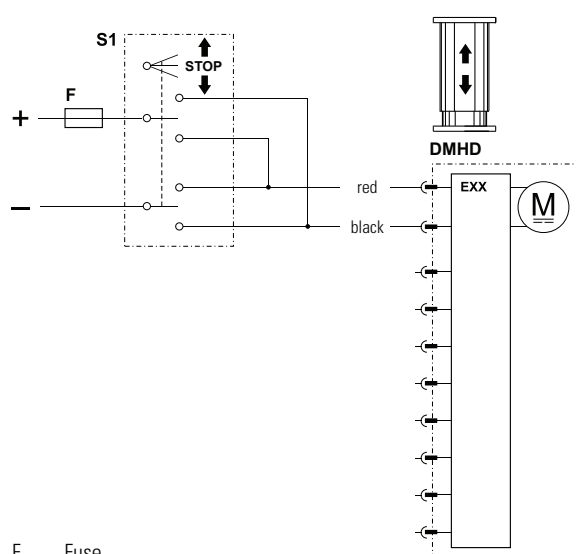 S1
STOP
F
+
DMHD
red
EXX
M
−
black
F Fuse